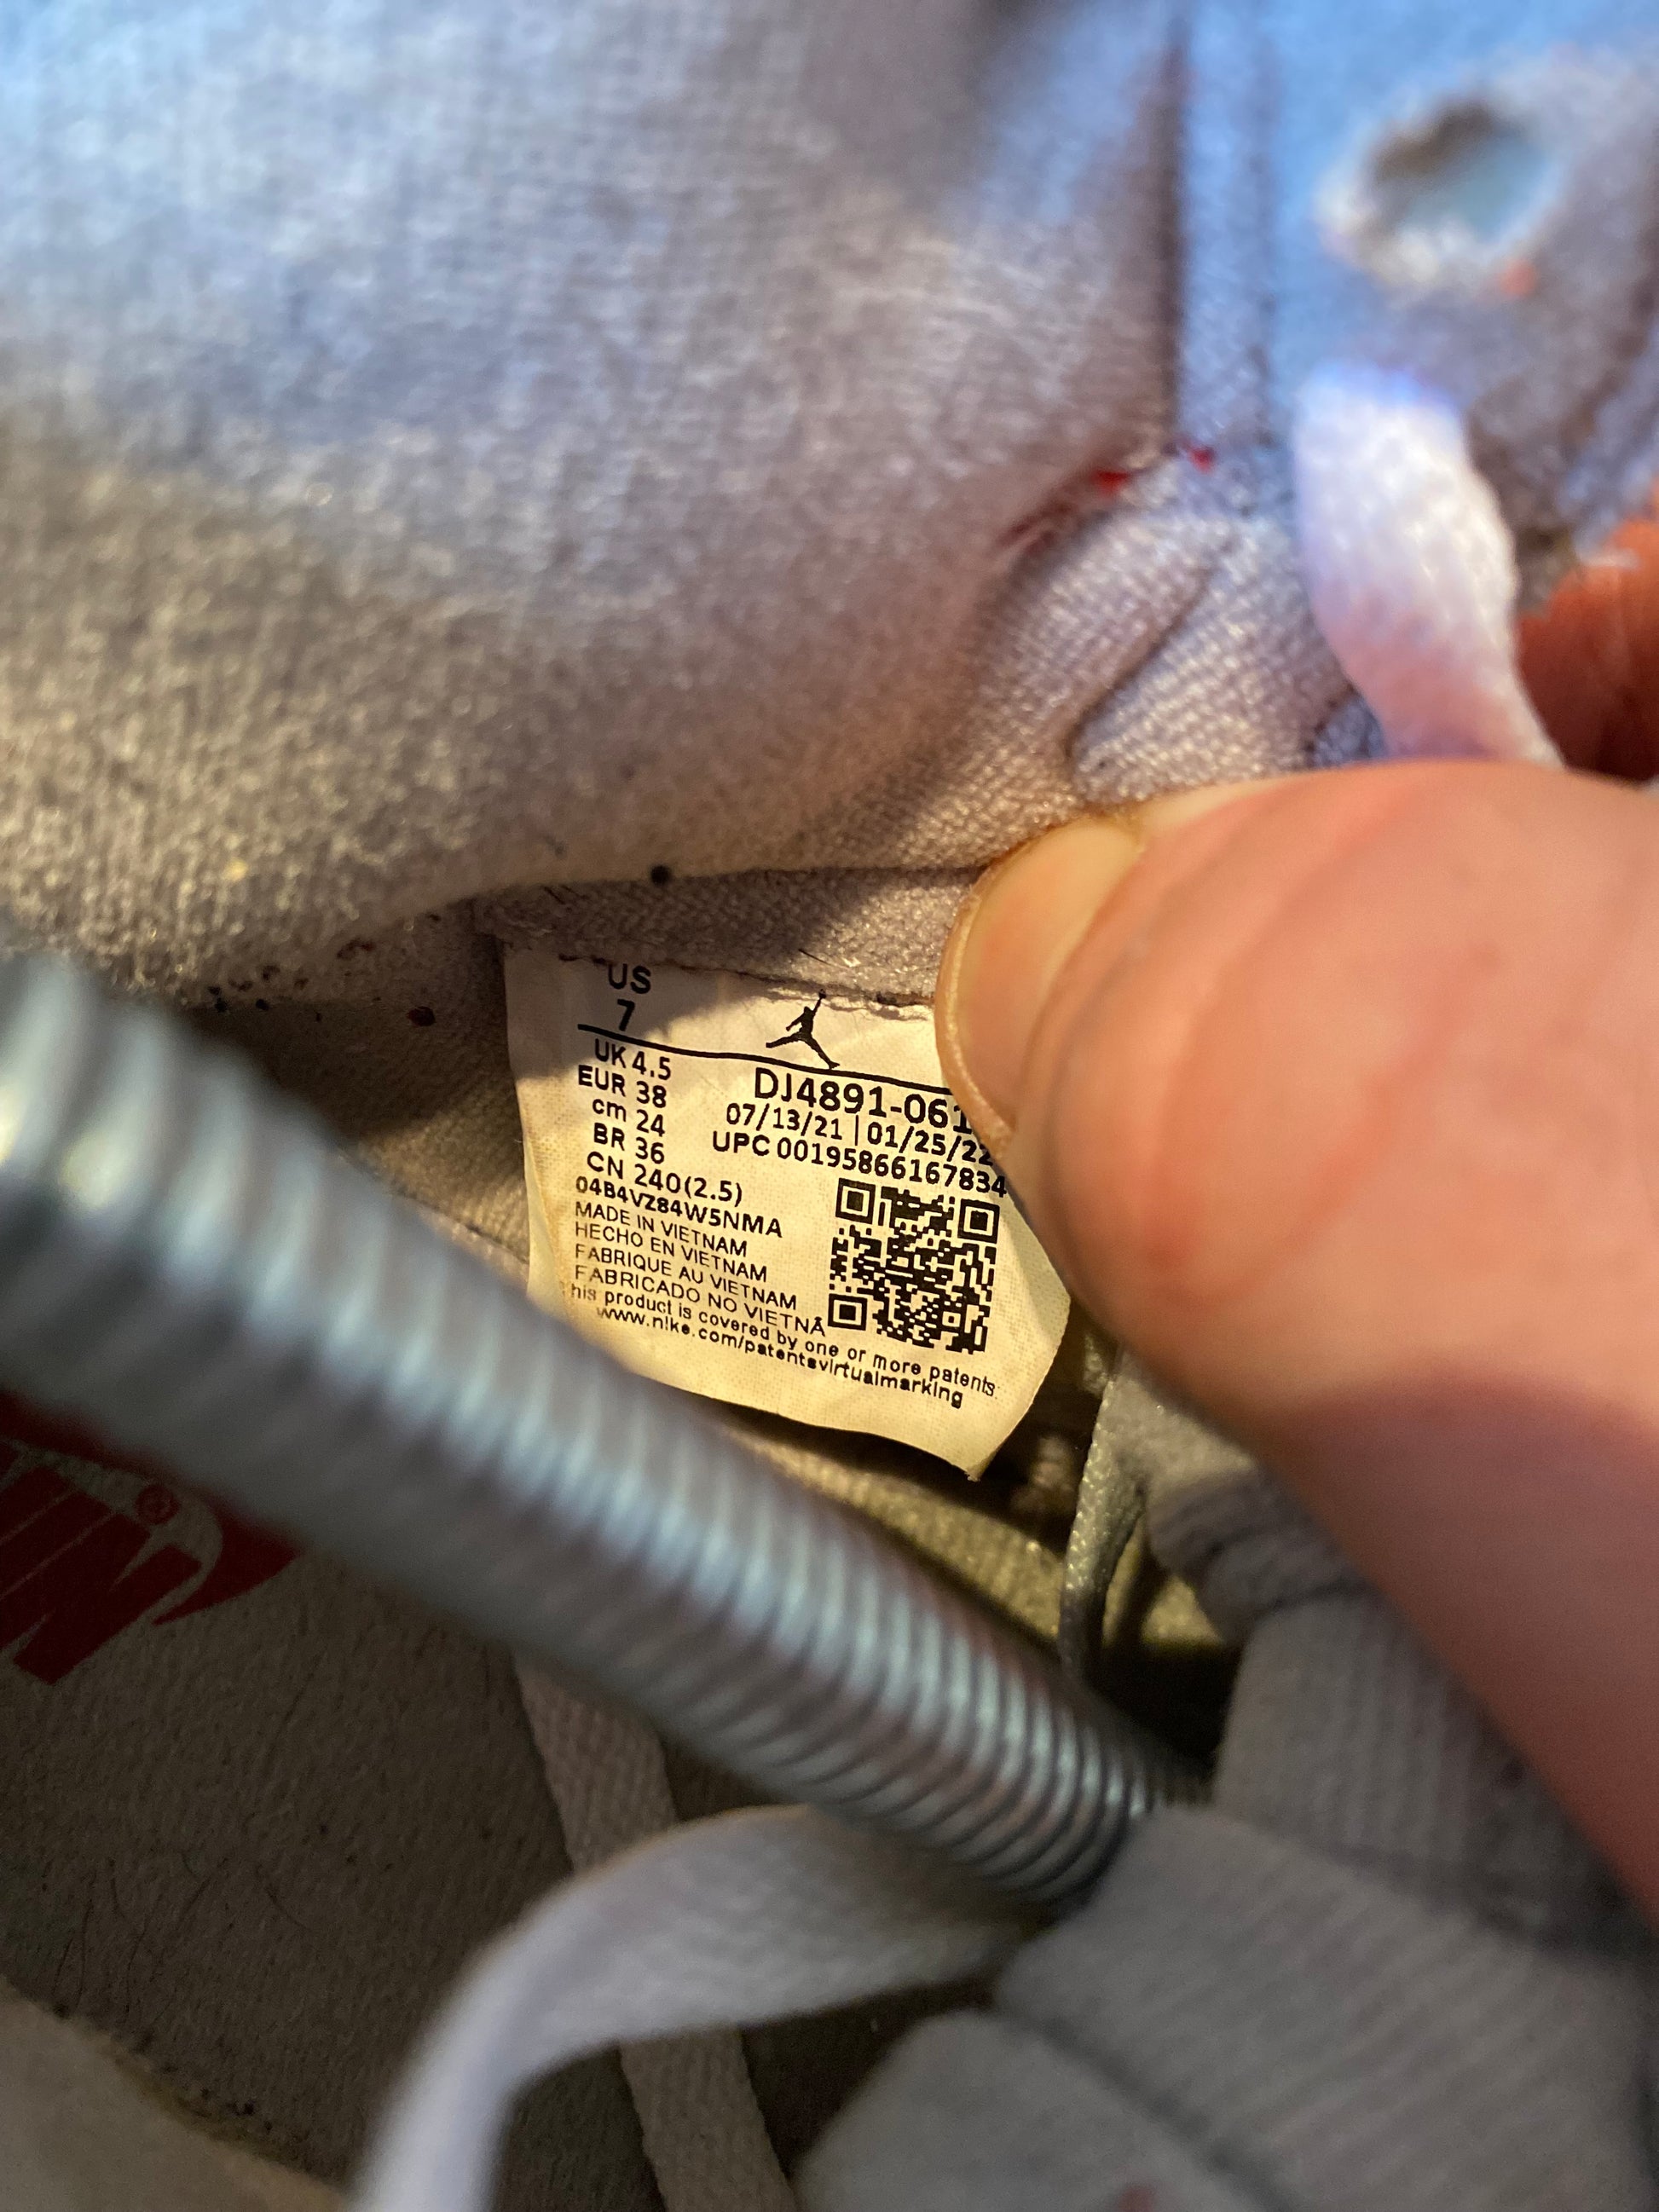 US
7
UK 4.5
EUR 38
cm 24
BR 36
CN 240(2.5)
04B4VZ84W5NMA
DJ4891-061
07/13/21 | 01/25/22
UPC 00195866167834
MADE IN VIETNAM
HECHO EN VIETNAM
FABRIQUE AU VIETNAM
FABRICADO NO VIETNÃ
his product is covered by one or more patents.
www.nike.com/patentsvirtualmarking
®